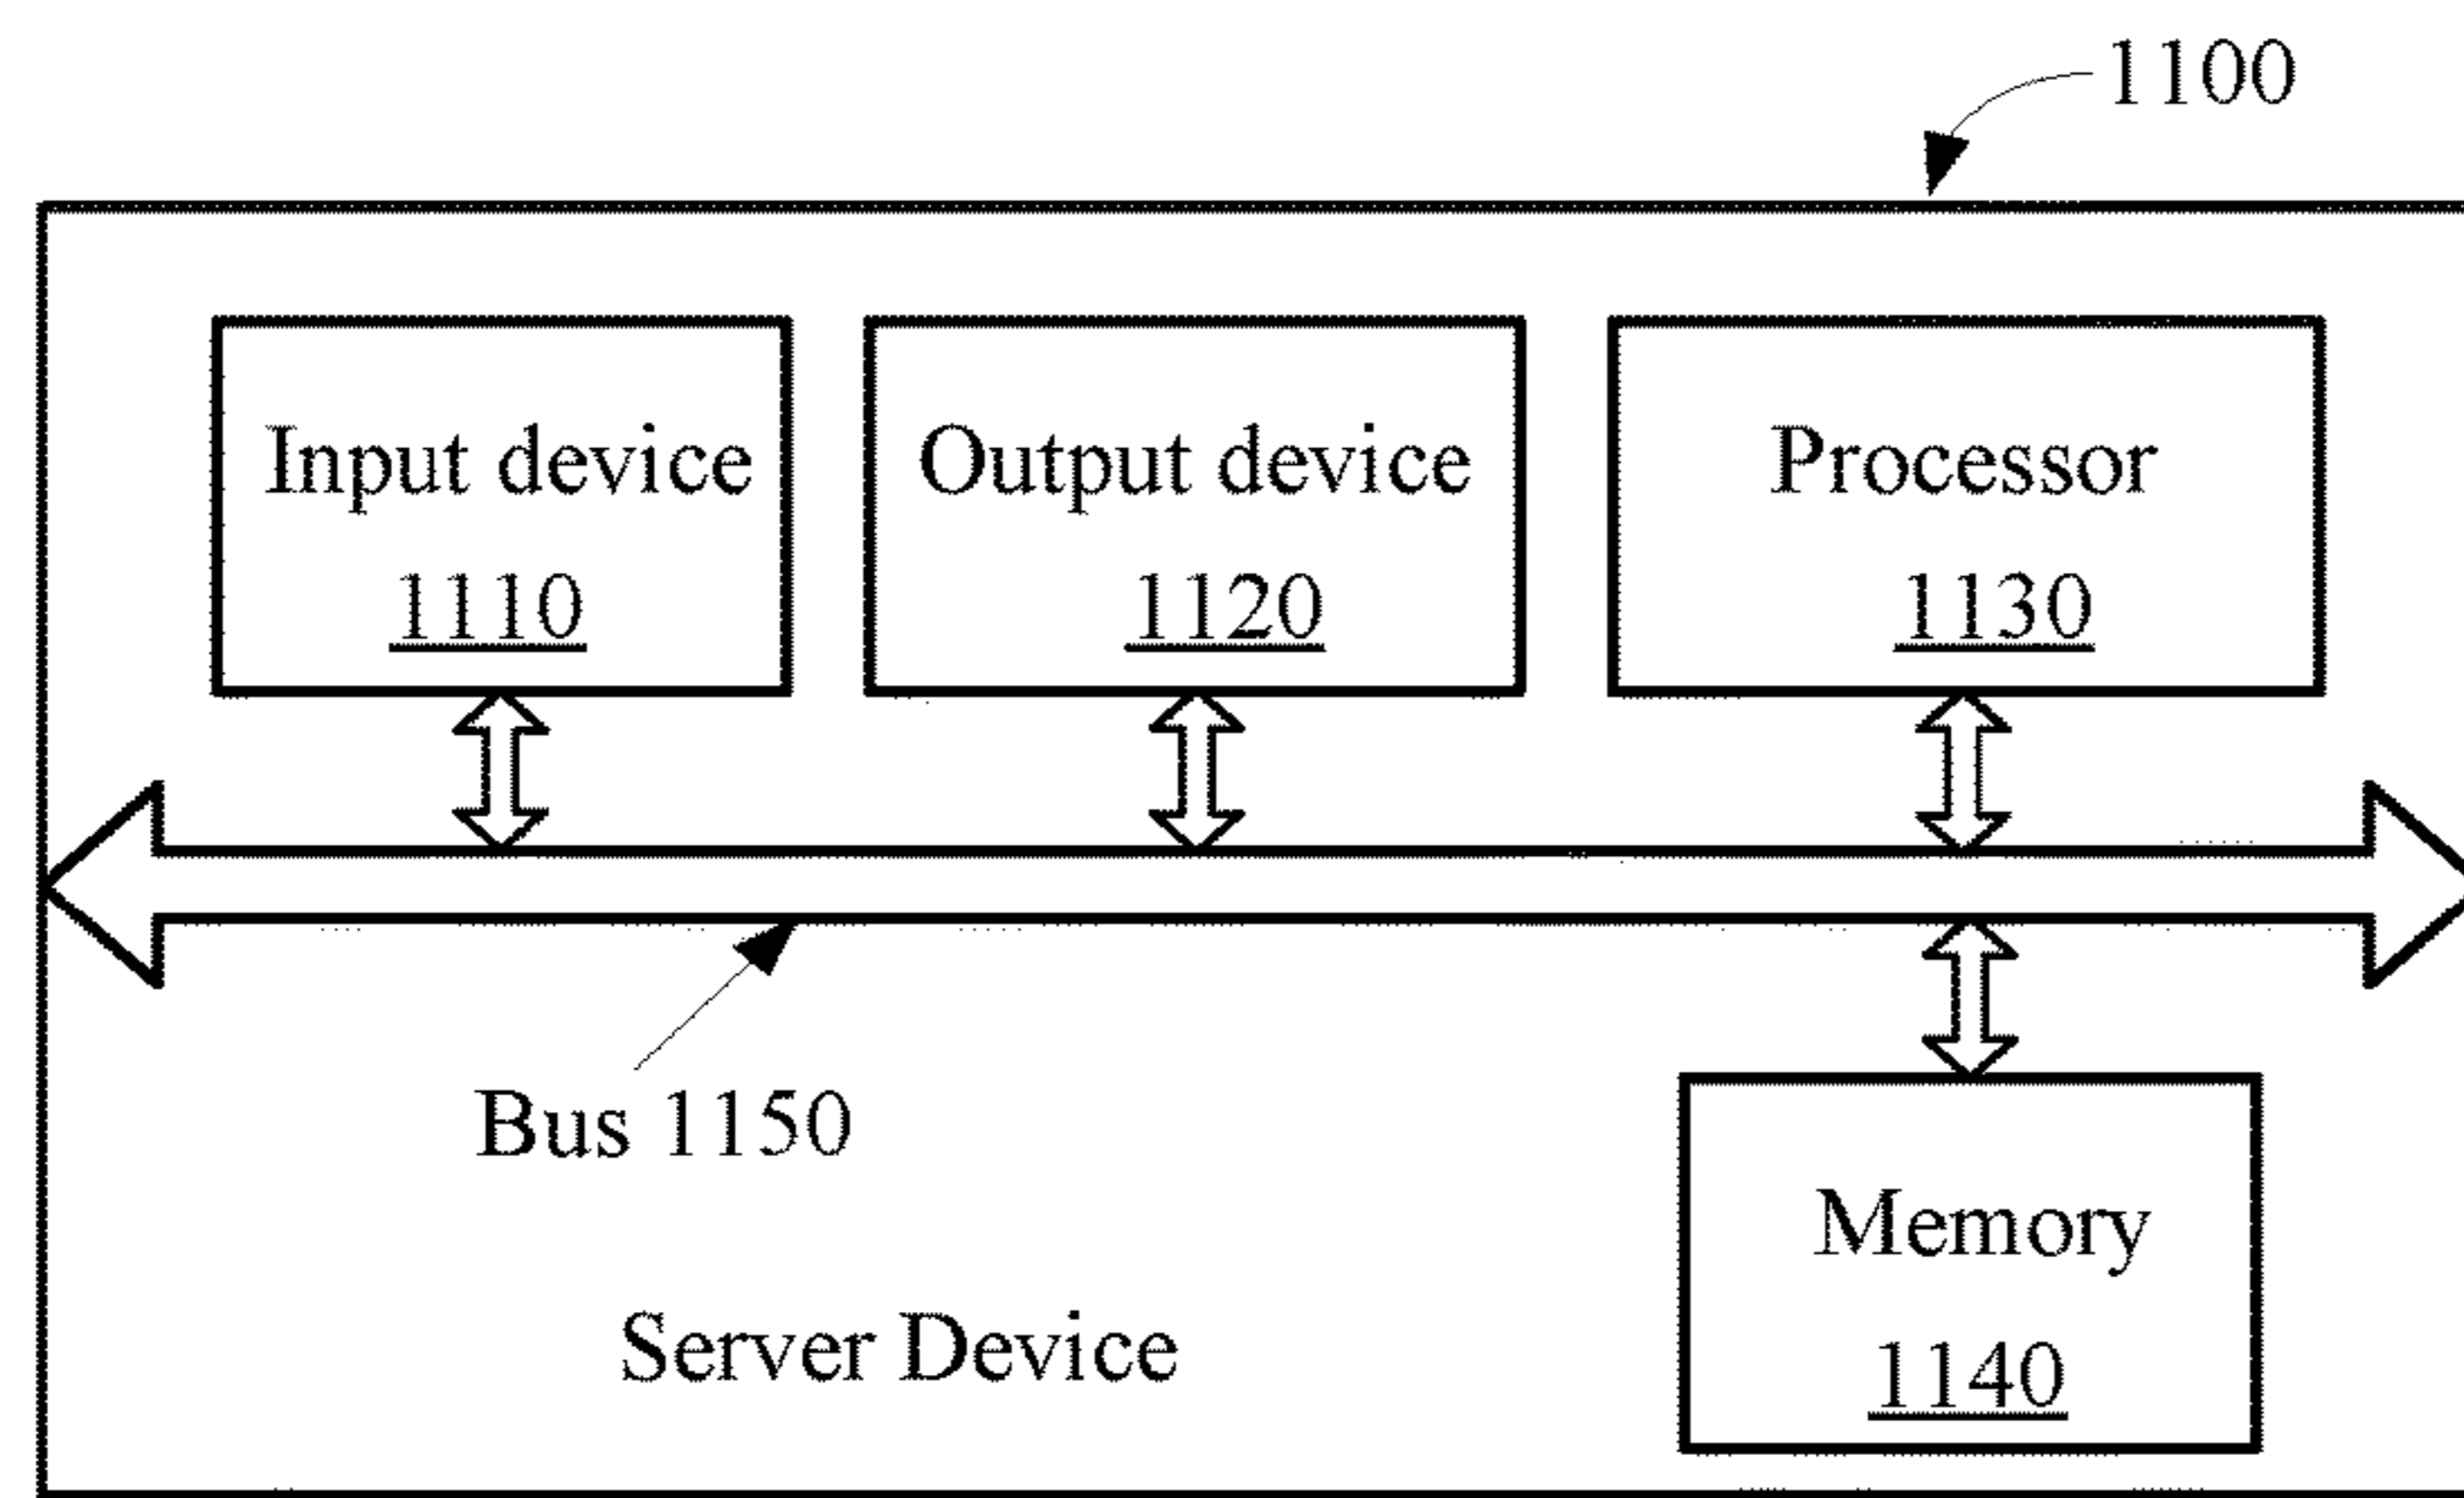 1100
Input device
1110
Output device
1120
Processor
1130
Bus 1150
Memory
1140
Server Device